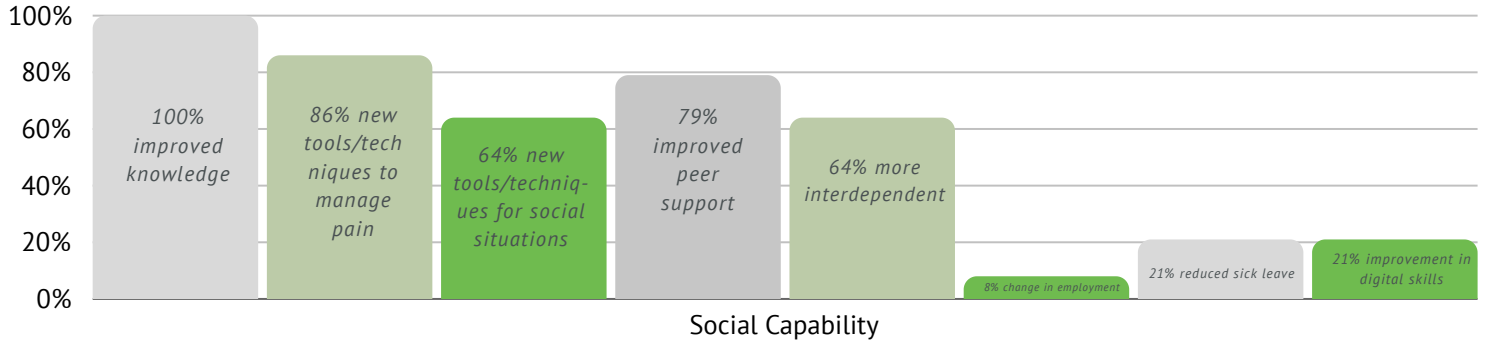 100%
80%
60%
40%
20%
0%
100%
improved
knowledge
86% new
tools/tech
niques to
manage
pain
64% new
tools/techniq-
ues for social
situations
79%
improved
peer
support
64% more
interdependent
8% change in employment
21% reduced sick leave
21% improvement in
digital skills
Social Capability